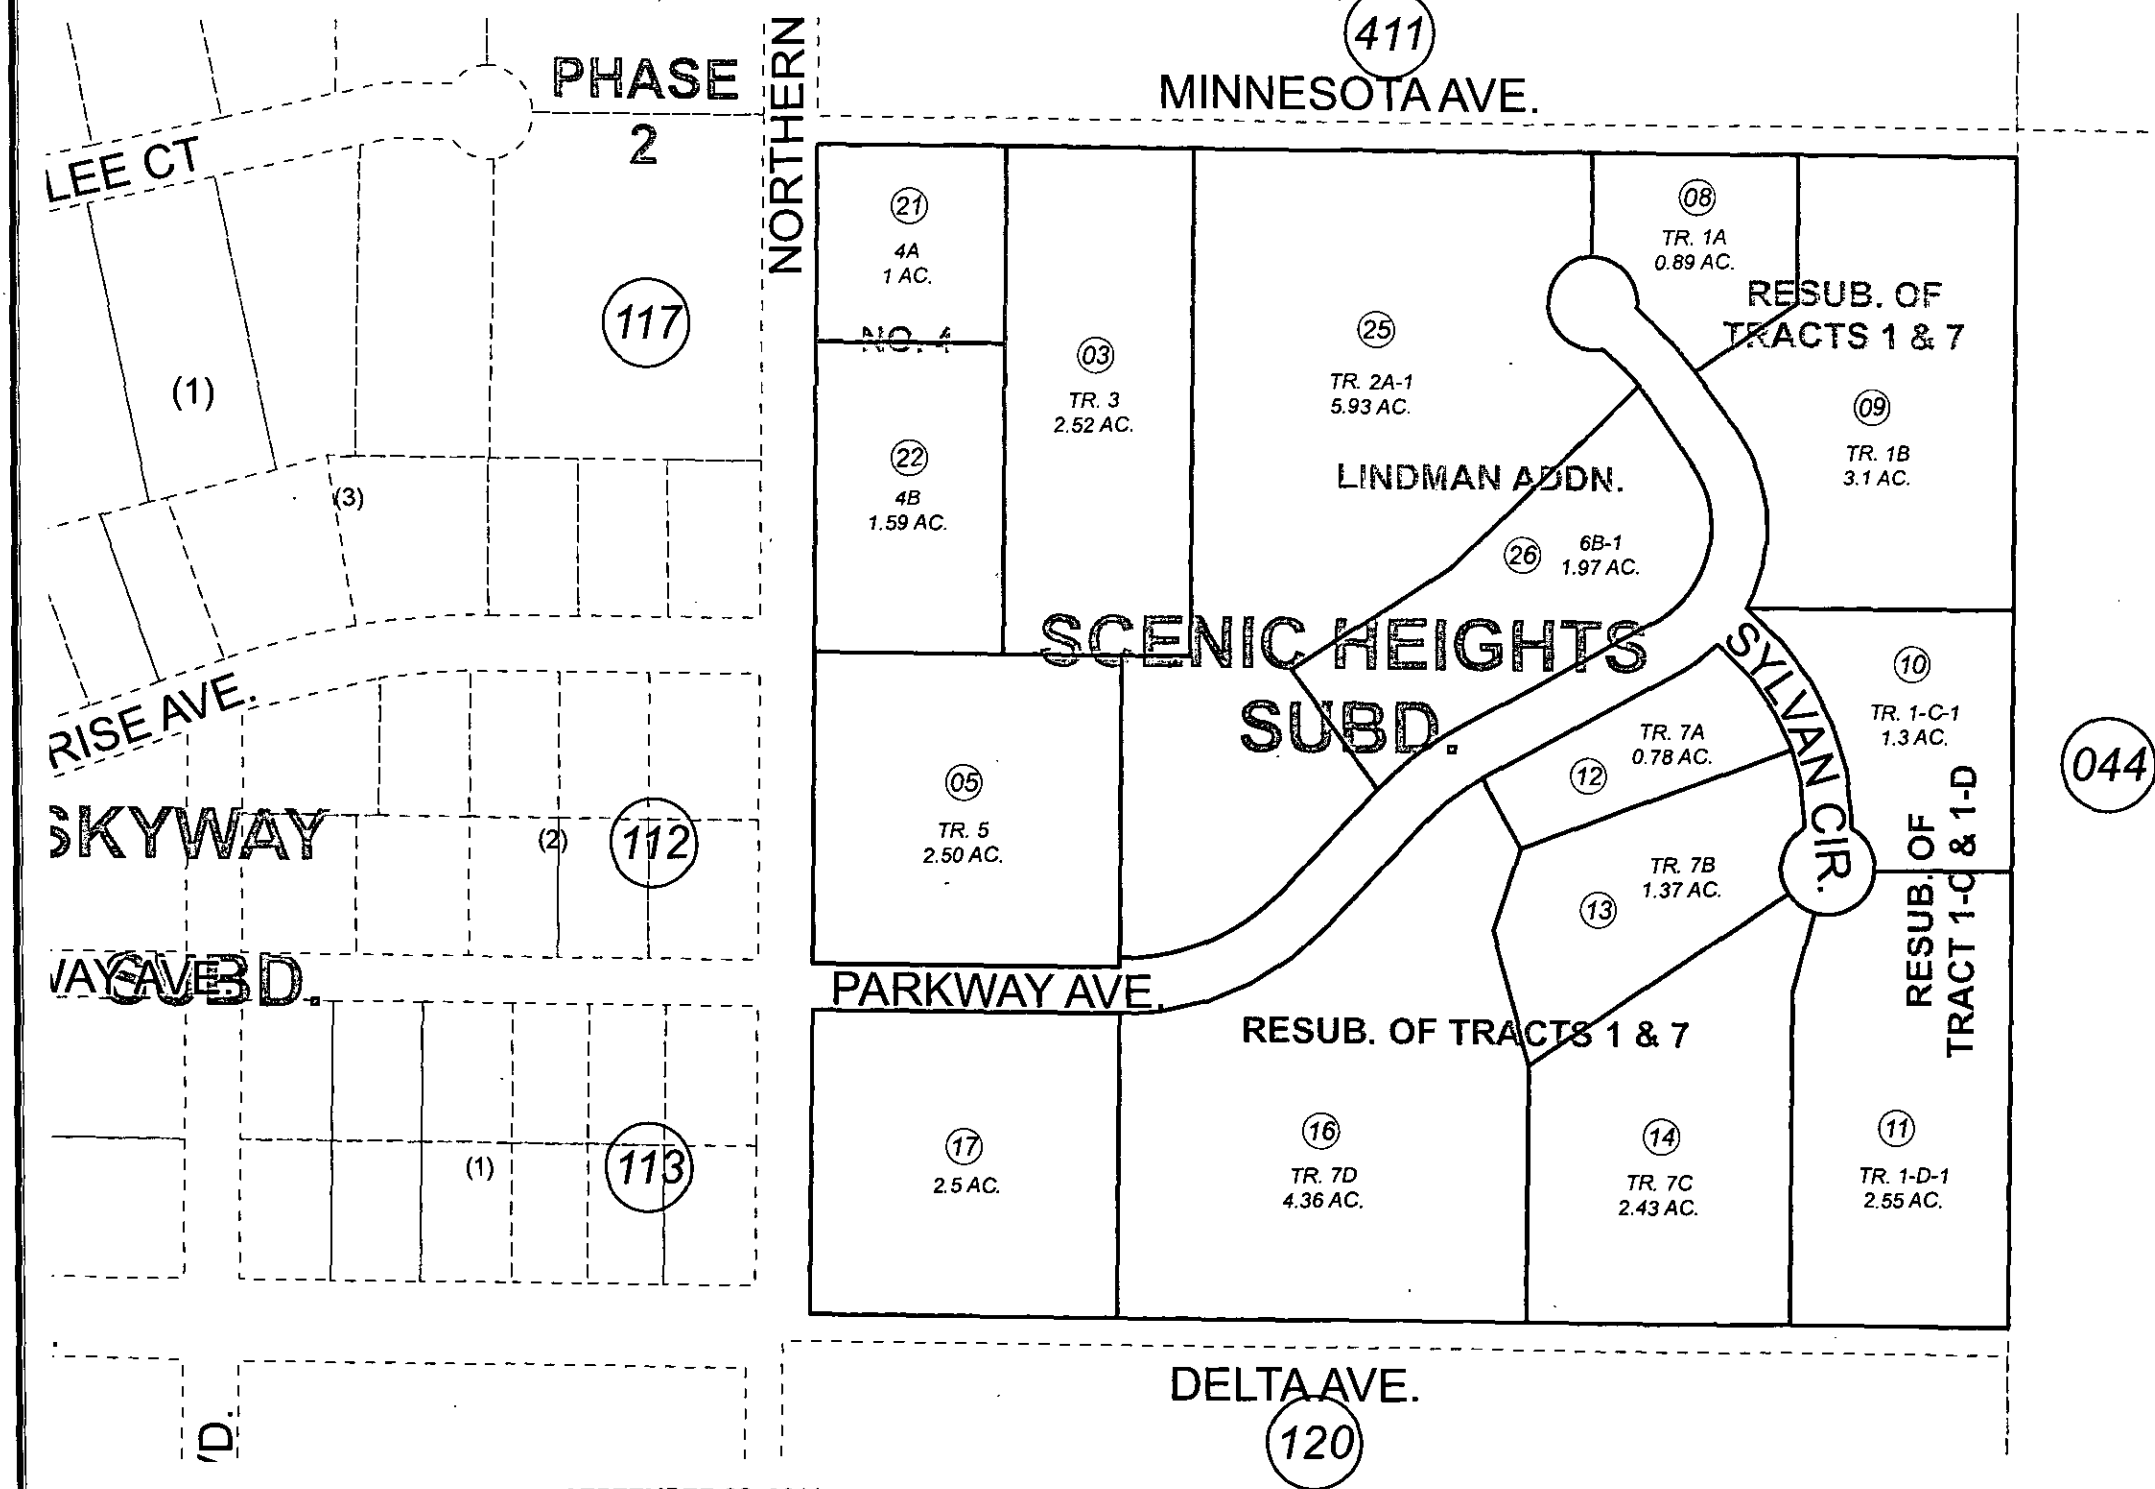 411
MINNESOTA AVE.
PHASE
2
NORTHERN
LEE CT
117
(1)
(3)
21
4A
1 AC.
NO. 4
22
4B
1.59 AC.
03
TR. 3
2.52 AC.
25
TR. 2A-1
5.93 AC.
08
TR. 1A
0.89 AC.
RESUB. OF
TRACTS 1 & 7
09
TR. 1B
3.1 AC.
LINDMAN ADDN.
26
6B-1
1.97 AC.
SCENIC HEIGHTS
SUBD.
SYLVAN CIR.
10
TR. 1-C-1
1.3 AC.
044
RISE AVE.
SKYWAY
SUBD.
(2)
112
05
TR. 5
2.50 AC.
12
TR. 7A
0.78 AC.
13
TR. 7B
1.37 AC.
RESUB. OF
TRACT 1-C & 1-D
WAY AVE.
PARKWAY AVE.
RESUB. OF TRACTS 1 & 7
(1)
113
17
2.5 AC.
16
TR. 7D
4.36 AC.
14
TR. 7C
2.43 AC.
11
TR. 1-D-1
2.55 AC.
DELTA AVE.
120
VD.